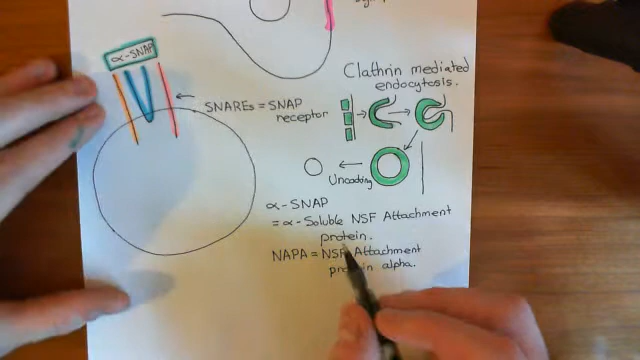 α-SNAP
SNAREs = SNAP
receptor
Clathrin mediated
endocytosis.
Uncoating
α-SNAP
= α-Soluble NSF Attachment
protein.
NAPA = NSF Attachment
protein alpha.